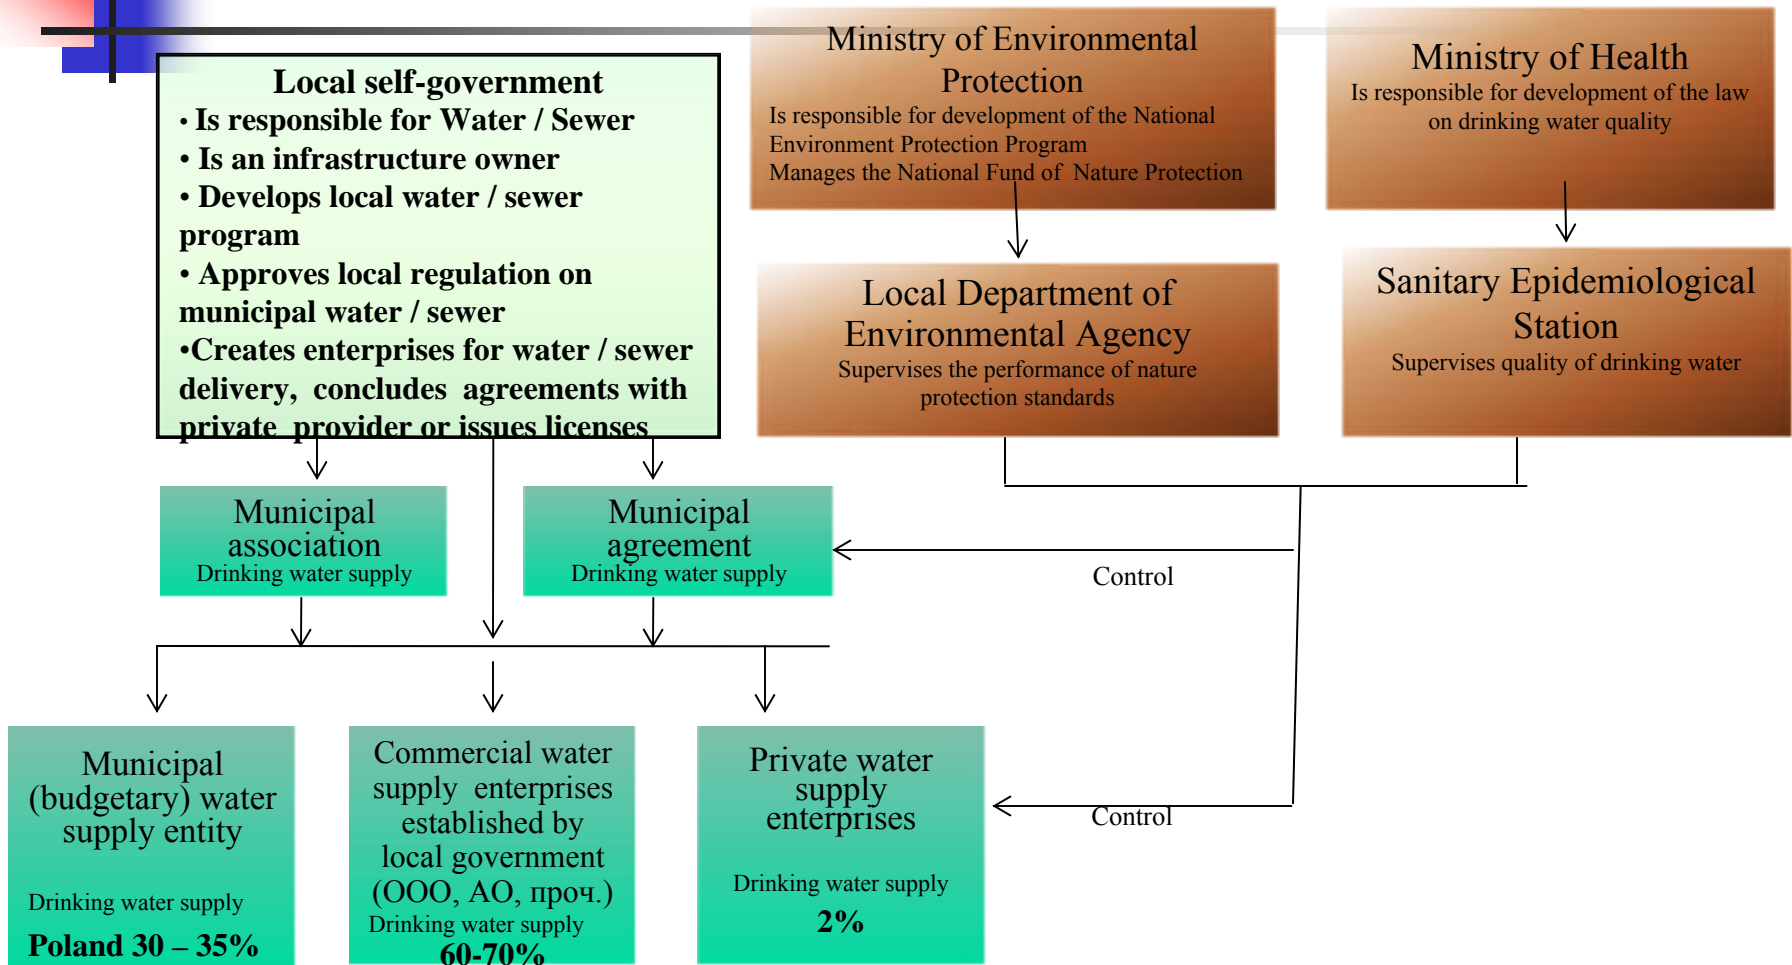 Local self-government
• Is responsible for Water / Sewer
• Is an infrastructure owner
• Develops local water / sewer
program
• Approves local regulation on
municipal water / sewer
•Creates enterprises for water / sewer
delivery, concludes agreements with
private provider or issues licenses
Ministry of Environmental
Protection
Is responsible for development of the National
Environment Protection Program
Manages the National Fund of Nature Protection
Ministry of Health
Is responsible for development of the law
on drinking water quality
Local Department of
Environmental Agency
Supervises the performance of nature
protection standards
Sanitary Epidemiological
Station
Supervises quality of drinking water
Municipal
association
Drinking water supply
Municipal
agreement
Drinking water supply
Control
Municipal
(budgetary) water
supply entity
Drinking water supply
Poland 30 – 35%
Commercial water
supply enterprises
established by
local government
(ООО, АО, проч.)
Drinking water supply
60-70%
Private water
supply
enterprises
Drinking water supply
2%
Control